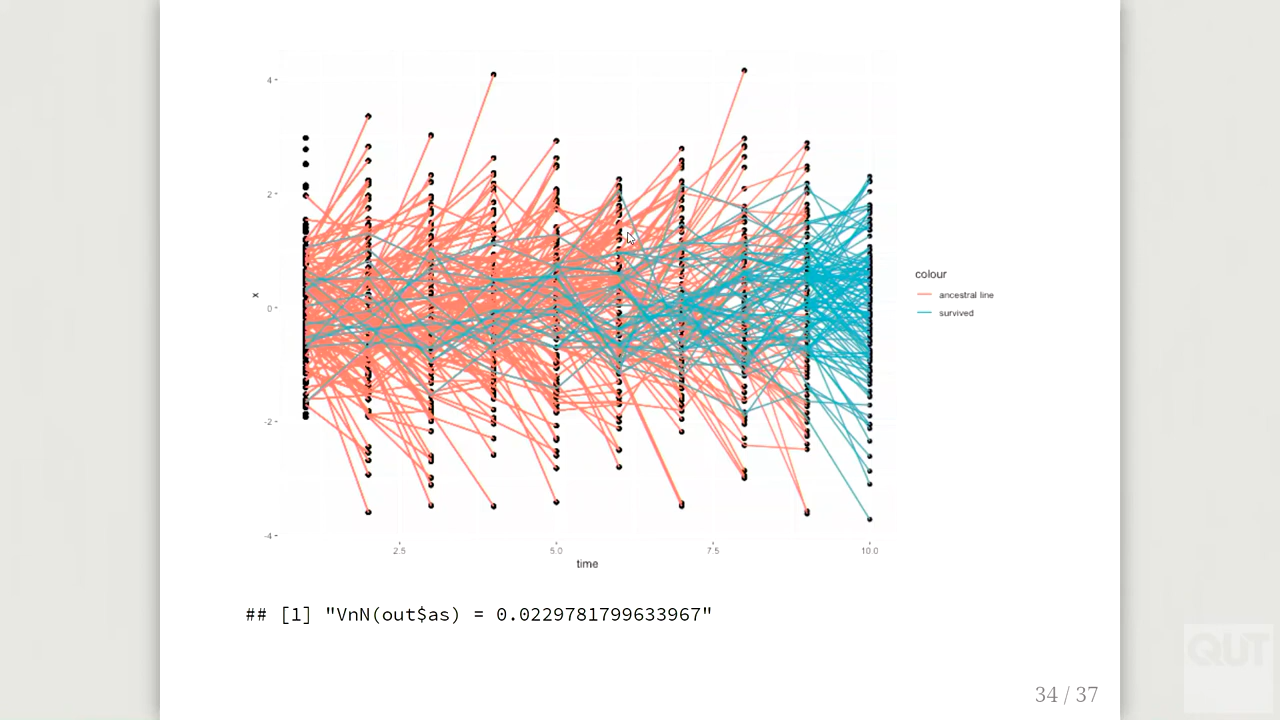 4
2
0
-2
-4
x
2.5
5.0
7.5
10.0
time
colour
ancestral line
survived
## [1] "VnN(out$as) = 0.0229781799633967"
34 / 37
QUT